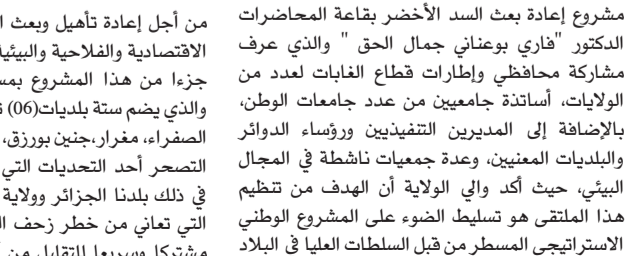 مشروع إعادة بعث السد الأخضر بقاعة المحاضرات
الدكتور "فاري بوعناني جمال الحق " والذي عرف
مشاركة محافظي وإطارات قطاع الغابات لعدد من
الولايات، أساتذة جامعيين من عدد جامعات الوطن،
بالإضافة إلى المديرين التنفيذيين ورؤساء الدوائر
والبلديات المعنيين، وعدة جمعيات ناشطة في المجال
البيئي، حيث أكد والي الولاية أن الهدف من تنظيم
هذا الملتقى هو تسليط الضوء على المشروع الوطني
الاستراتيجي المسطر من قبل السلطات العليا في البلاد
من أجل إعادة تأهيل وبعث
الاقتصادية والفلاحية والبيئية
جزءا من هذا المشروع
والذي يضم ستة بلديات(06)
الصفراء، مغرار،جنين بورزق،
التصحر أحد التحديات التي
في ذلك بلدنا الجزائر وولاية
التي تعاني من خطر زحف
مشتركا وسريعا للتقليل من